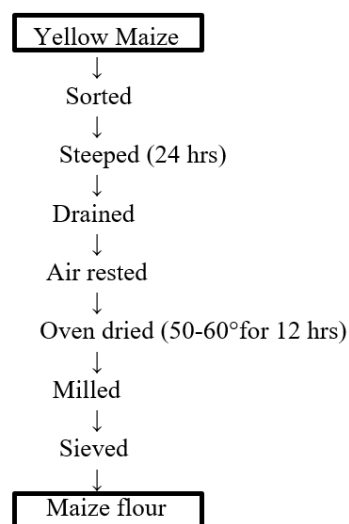 Yellow Maize
↓
Sorted
↓
Steeped (24 hrs)
↓
Drained
↓
Air rested
↓
Oven dried (50-60°for 12 hrs)
↓
Milled
↓
Sieved
↓
Maize flour